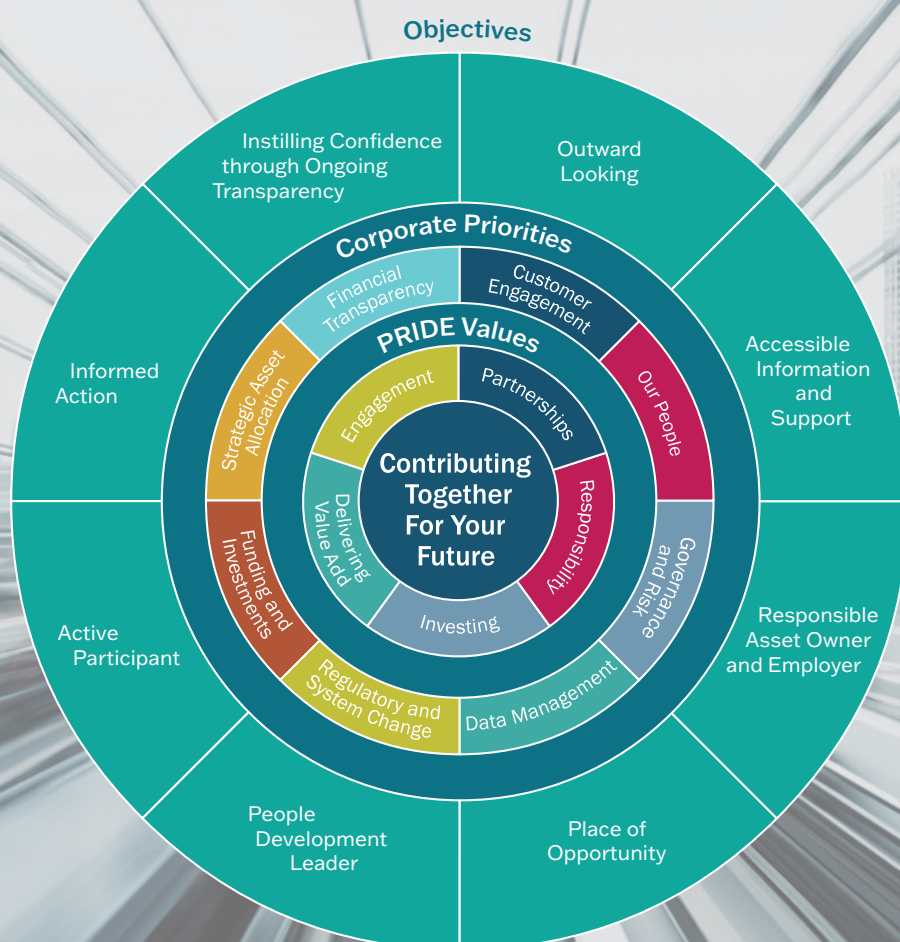 Objectives
Instilling Confidence
through Ongoing
Transparency
Outward
Looking
Accessible
Information
and
Support
Responsible
Asset Owner
and Employer
Place of
Opportunity
People
Development
Leader
Active
Participant
Informed
Action
Corporate Priorities
Financial
Transparency
Customer
Engagement
Our People
Governance
and Risk
Data Management
Regulatory and
System Change
Funding and
Investments
Strategic Asset
Allocation
PRIDE Values
Partnerships
Responsibility
Investing
Delivering
Value Add
Engagement
Contributing
Together
For Your
Future